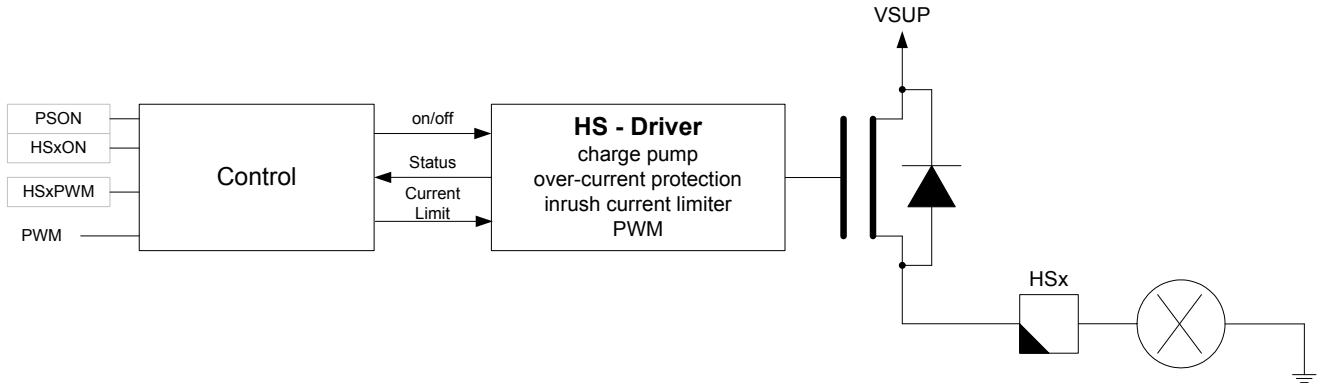 VSUP
PSON
HSxON
HSxPWM
PWM
Control
on/off
Status
Current
Limit
HS - Driver
charge pump
over-current protection
inrush current limiter
PWM
HSx